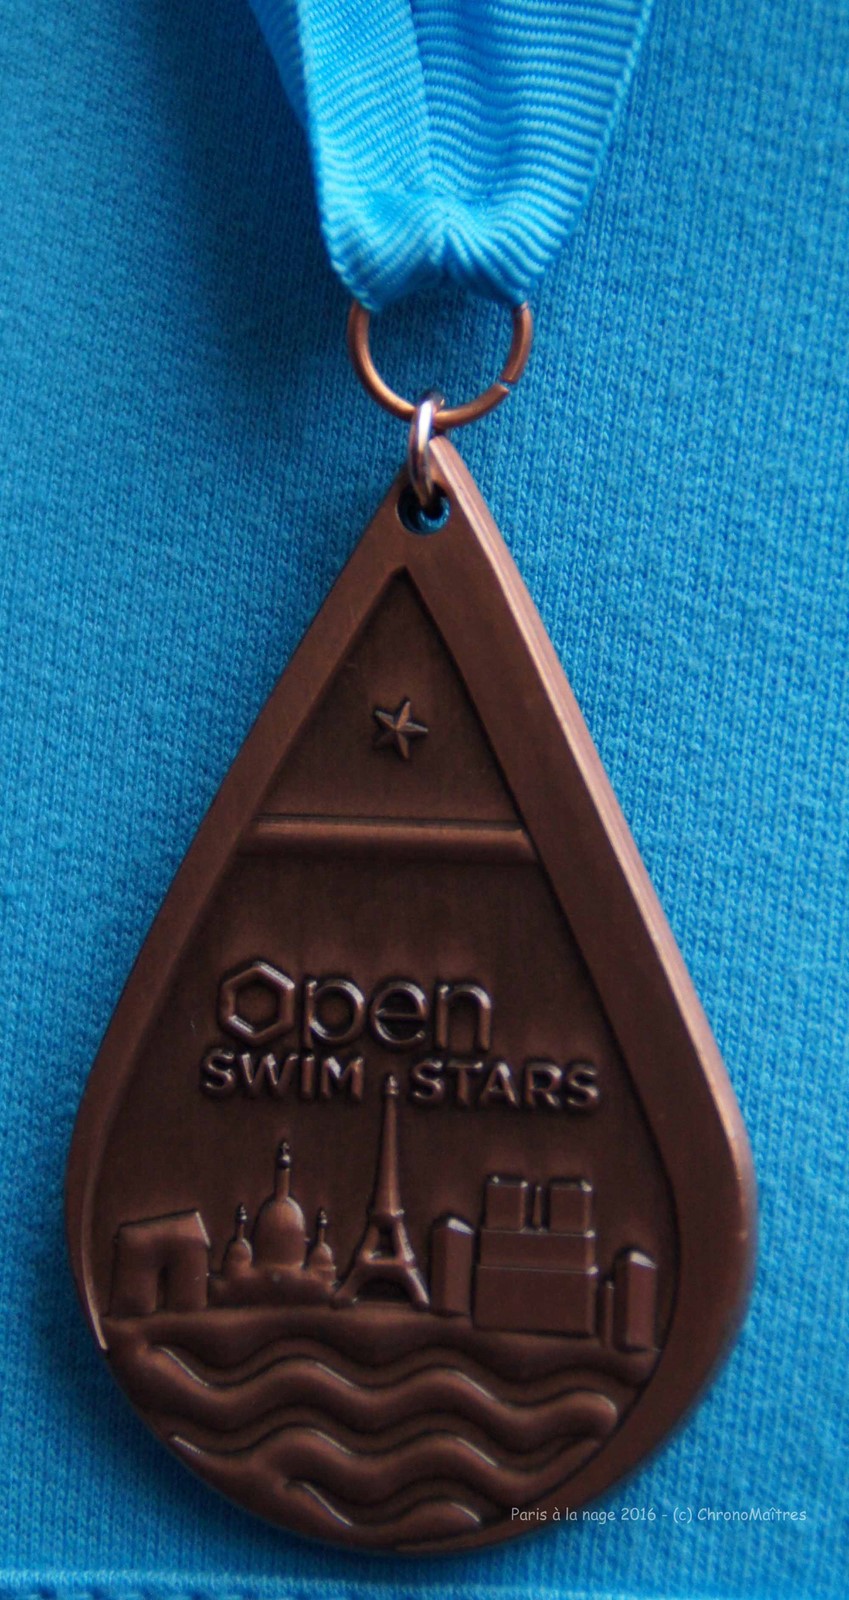 open
SWIM STARS
Paris à la nage 2016 - (c) ChronoMaîtres